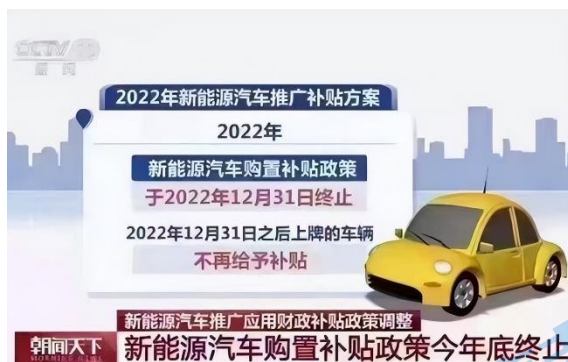 CCTV
新闻
2022年新能源汽车推广补贴方案
2022年
新能源汽车购置补贴政策
于2022年12月31日终止
2022年12月31日之后上牌的车辆
不再给予补贴
新能源汽车推广应用财政补贴政策调整
朝闻天下
MORNING NEWS
新能源汽车购置补贴政策今年底终止